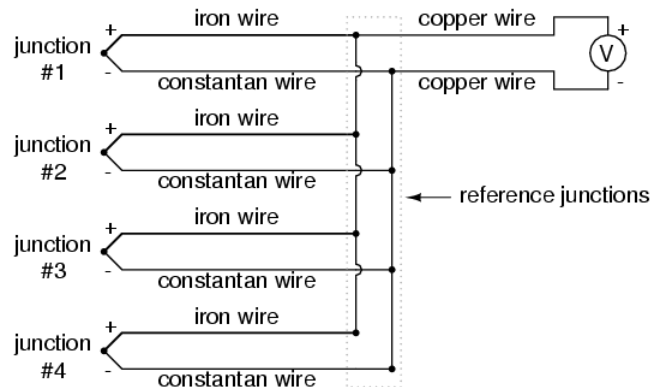 iron wire
copper wire
+
+
junction
#1
V
-
-
constantan wire
copper wire
iron wire
+
junction
#2
-
constantan wire
reference junctions
iron wire
+
junction
#3
-
constantan wire
iron wire
+
junction
#4
-
constantan wire